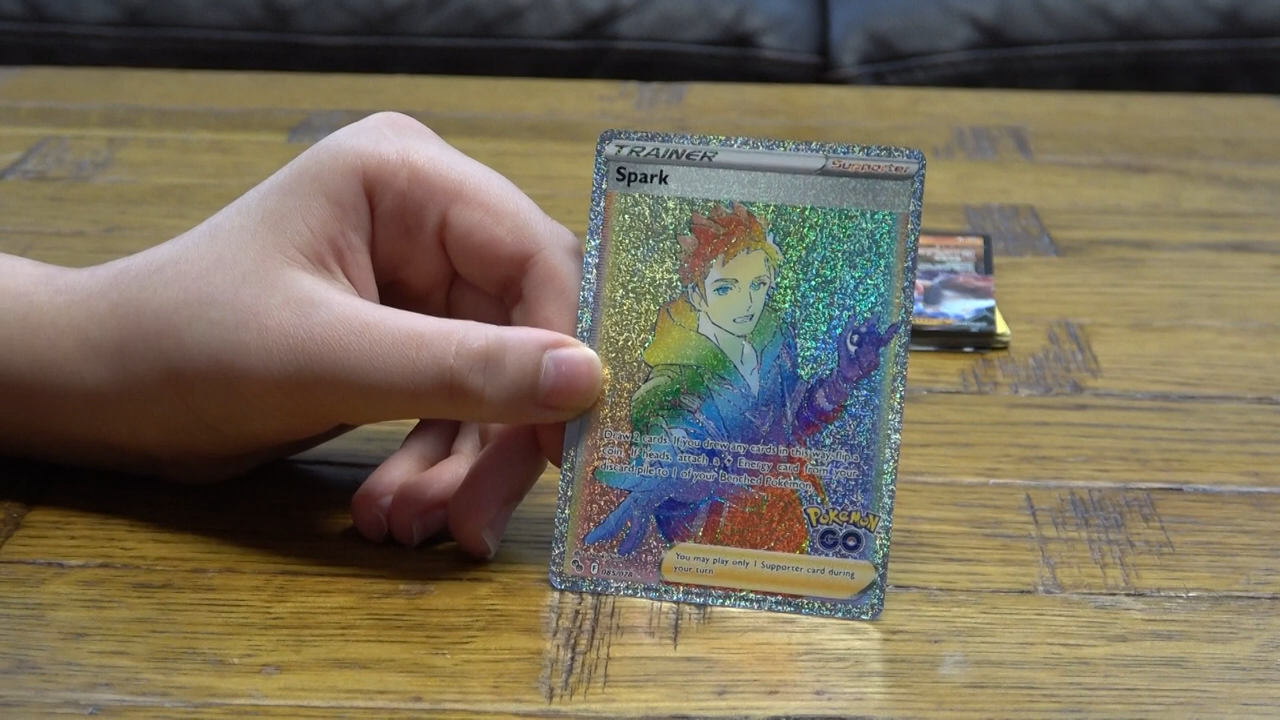 TRAINER Supporter
Spark
Draw 2 cards. If you drew any cards in this way, flip a
coin. If heads, attach a Energy card from your
discard pile to 1 of your Benched Pokémon.
Pokémon
GO
You may play only 1 Supporter card during
your turn.
085/078